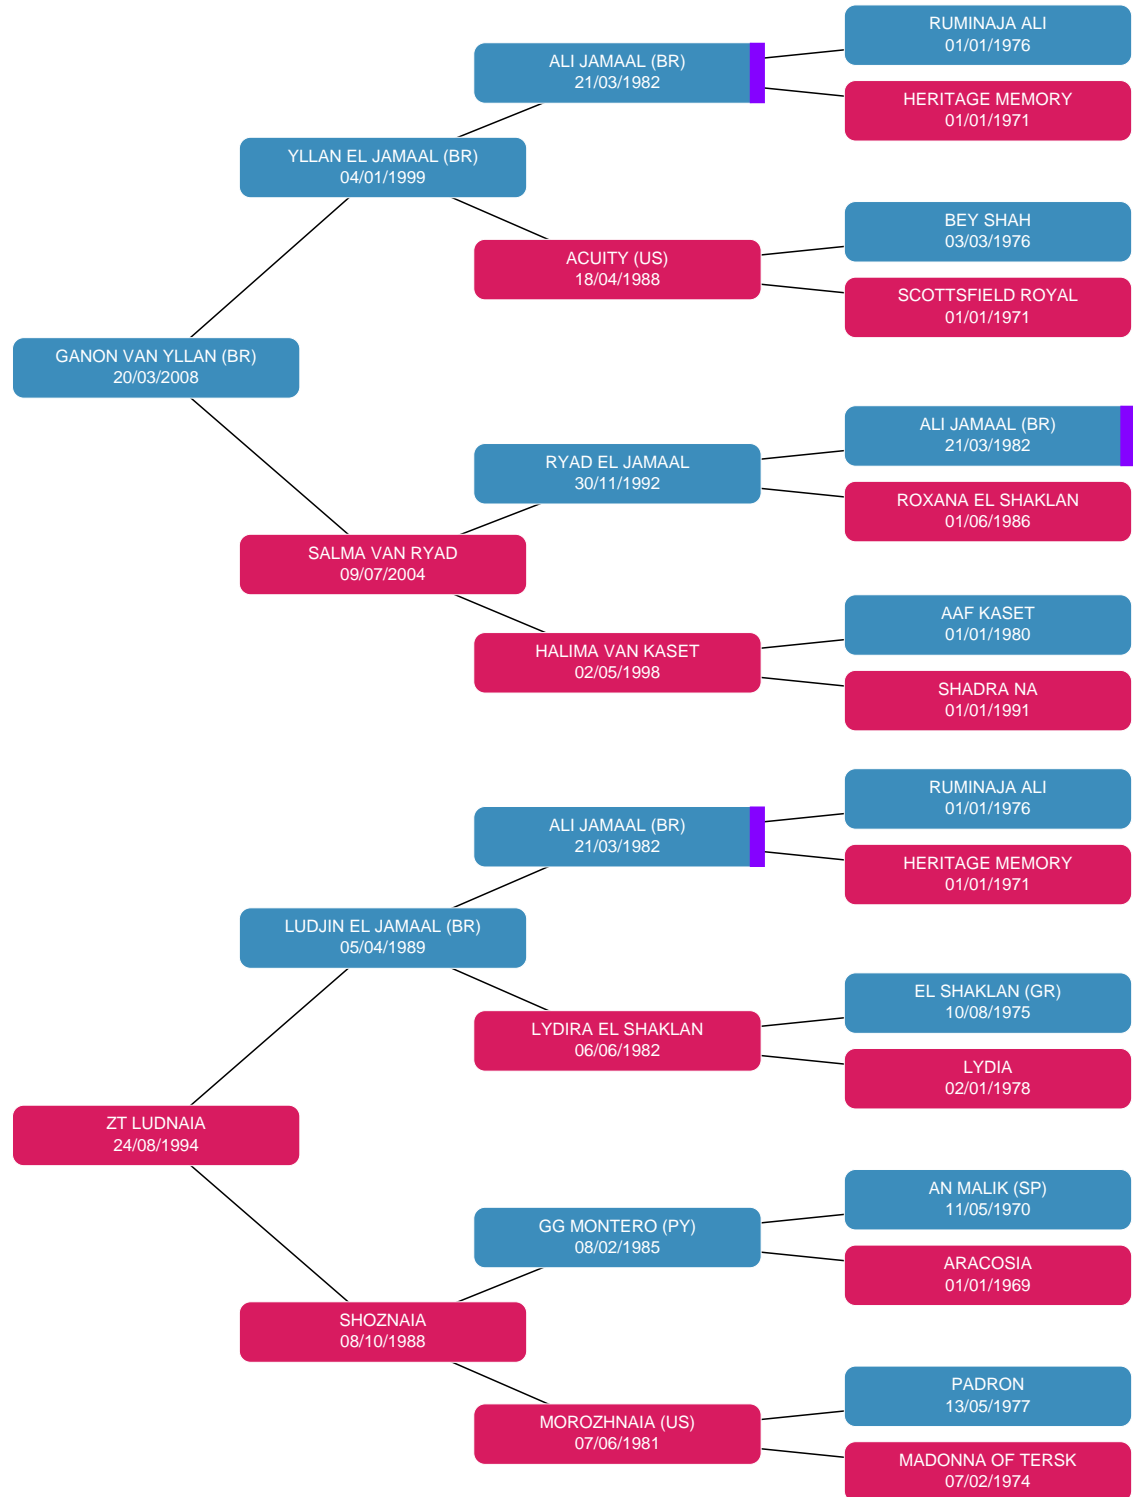 RUMINAJA ALI
01/01/1976
ALI JAMAAL (BR)
21/03/1982
HERITAGE MEMORY
01/01/1971
YLLAN EL JAMAAL (BR)
04/01/1999
BEY SHAH
03/03/1976
ACUITY (US)
18/04/1988
SCOTTSFIELD ROYAL
01/01/1971
GANON VAN YLLAN (BR)
20/03/2008
ALI JAMAAL (BR)
21/03/1982
RYAD EL JAMAAL
30/11/1992
ROXANA EL SHAKLAN
01/06/1986
SALMA VAN RYAD
09/07/2004
AAF KASET
01/01/1980
HALIMA VAN KASET
02/05/1998
SHADRA NA
01/01/1991
RUMINAJA ALI
01/01/1976
ALI JAMAAL (BR)
21/03/1982
HERITAGE MEMORY
01/01/1971
LUDJIN EL JAMAAL (BR)
05/04/1989
EL SHAKLAN (GR)
10/08/1975
LYDIRA EL SHAKLAN
06/06/1982
LYDIA
02/01/1978
ZT LUDNAIA
24/08/1994
AN MALIK (SP)
11/05/1970
GG MONTERO (PY)
08/02/1985
ARACOSIA
01/01/1969
SHOZNAIA
08/10/1988
PADRON
13/05/1977
MOROZHNAIA (US)
07/06/1981
MADONNA OF TERSK
07/02/1974